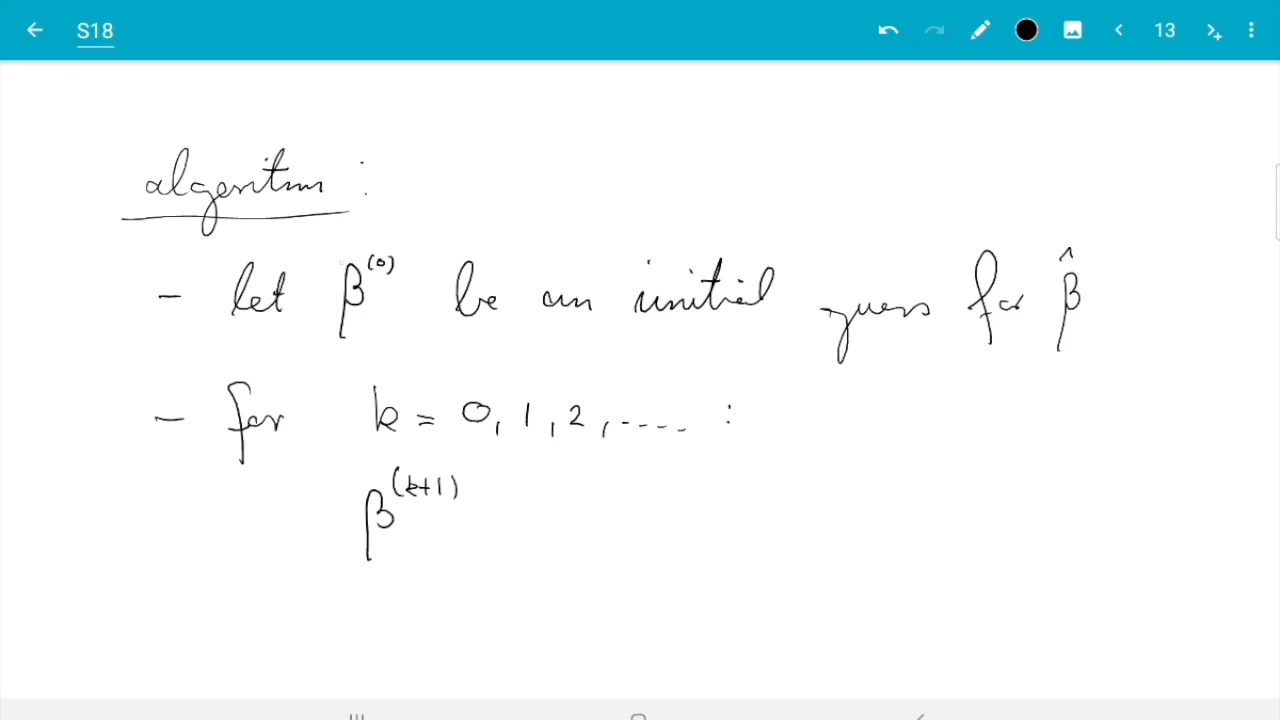 S18
13
algorithm :
- let β^(0) be an initial guess for β̂
- for k = 0, 1, 2, .... :
β^(k+1)